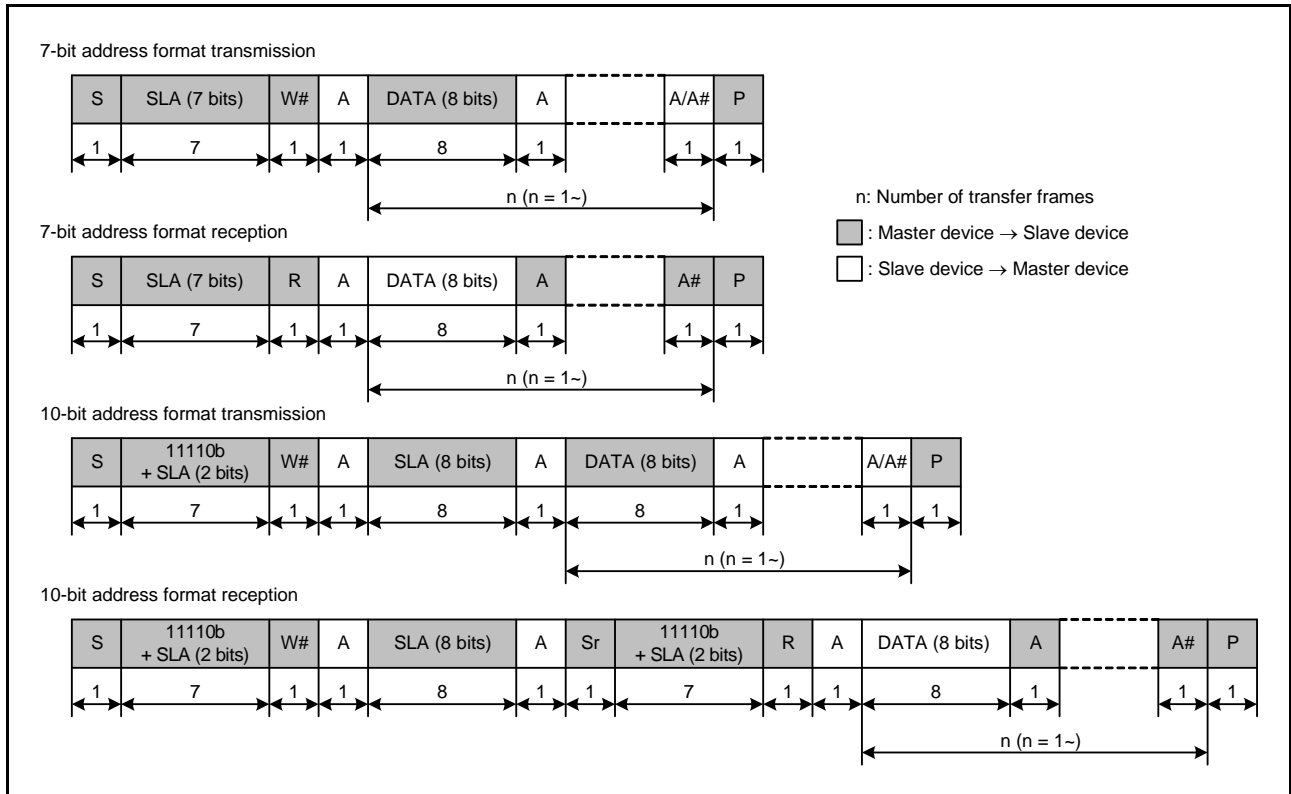 7-bit address format transmission
S SLA (7 bits) W# A DATA (8 bits) A A/A# P
1 7 1 1 8 1 1 1
n (n = 1~)
n: Number of transfer frames
: Master device → Slave device
: Slave device → Master device
7-bit address format reception
S SLA (7 bits) R A DATA (8 bits) A A# P
1 7 1 1 8 1 1 1
n (n = 1~)
10-bit address format transmission
S 11110b + SLA (2 bits) W# A SLA (8 bits) A DATA (8 bits) A A/A# P
1 7 1 1 8 1 8 1 1 1
n (n = 1~)
10-bit address format reception
S 11110b + SLA (2 bits) W# A SLA (8 bits) A Sr 11110b + SLA (2 bits) R A DATA (8 bits) A A# P
1 7 1 1 8 1 1 7 1 1 8 1 1 1
n (n = 1~)